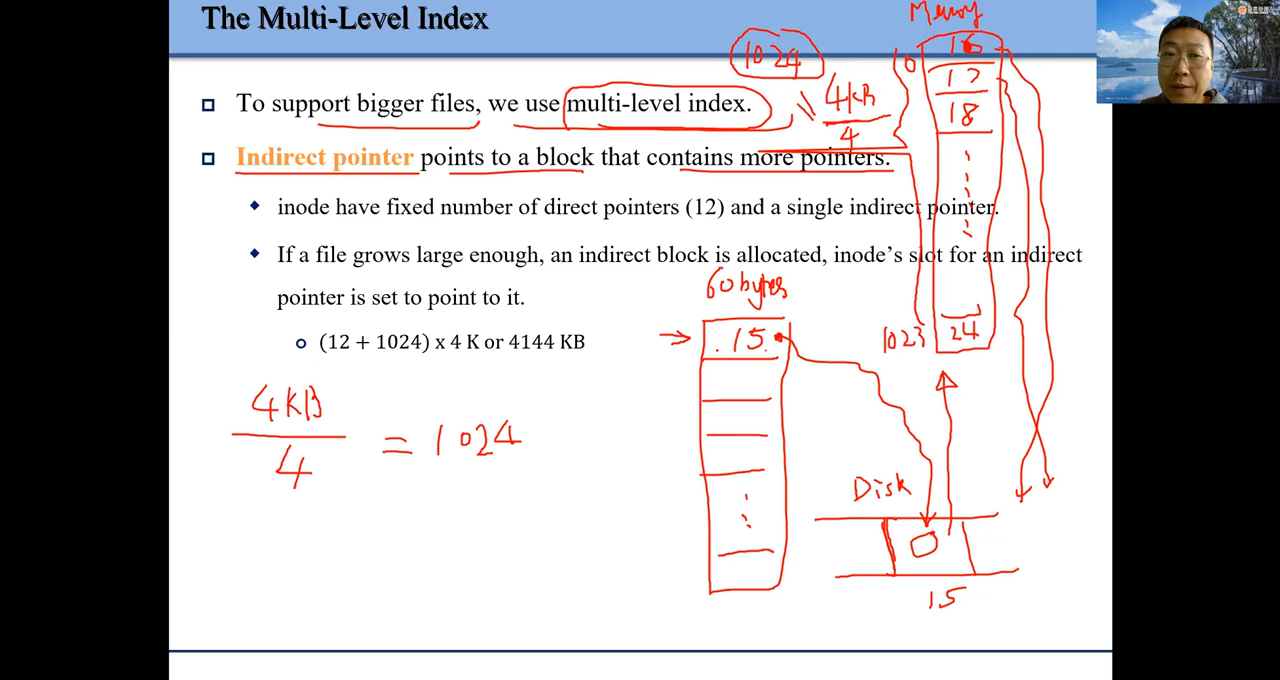 The Multi-Level Index
To support bigger files, we use multi-level index.
Indirect pointer points to a block that contains more pointers.
inode have fixed number of direct pointers (12) and a single indirect pointer.
If a file grows large enough, an indirect block is allocated, inode's slot for an indirect
pointer is set to point to it.
(12 + 1024) x 4 K or 4144 KB
4KB
4
= 1024
1024
4KB
4
Memory
0
16
17
18
1023
24
60 bytes
.15.
Disk
15